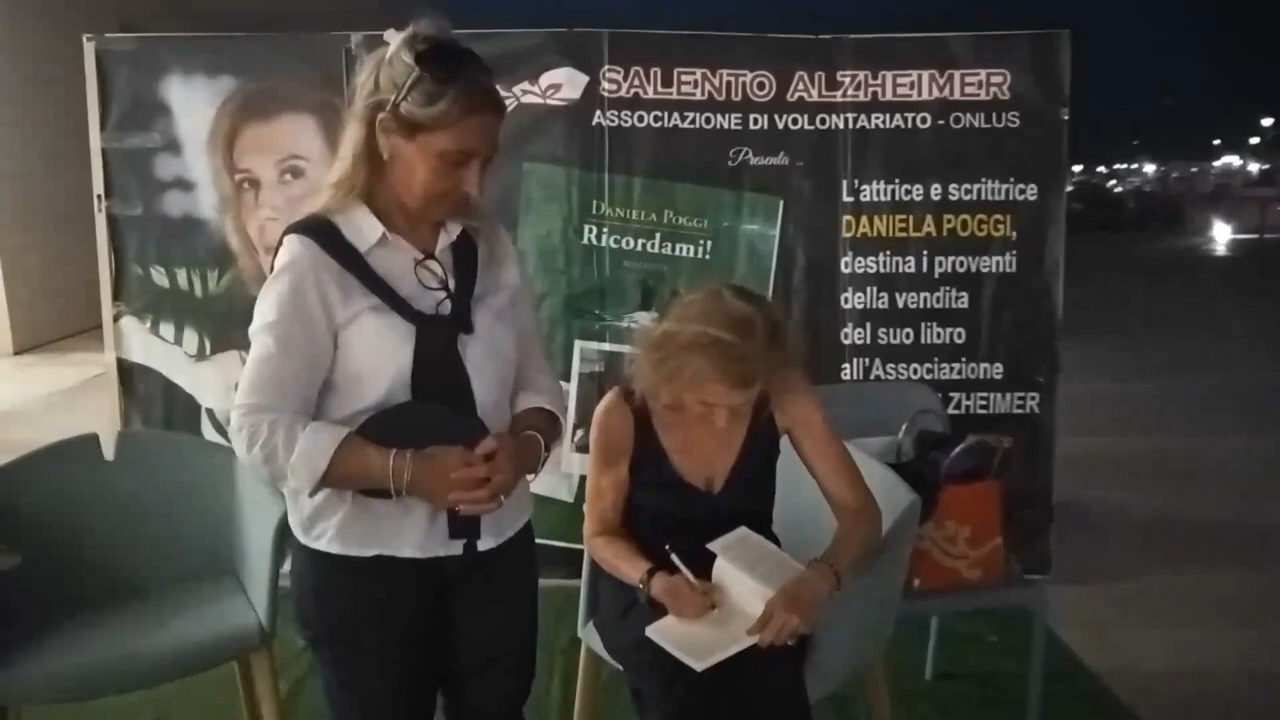 SALENTO ALZHEIMER
ASSOCIAZIONE DI VOLONTARIATO - ONLUS
Presenta ..
DANIELA POGGI
Ricordami!
L'attrice e scrittrice
DANIELA POGGI,
destina i proventi
della vendita
del suo libro
all'Associazione
ZHEIMER